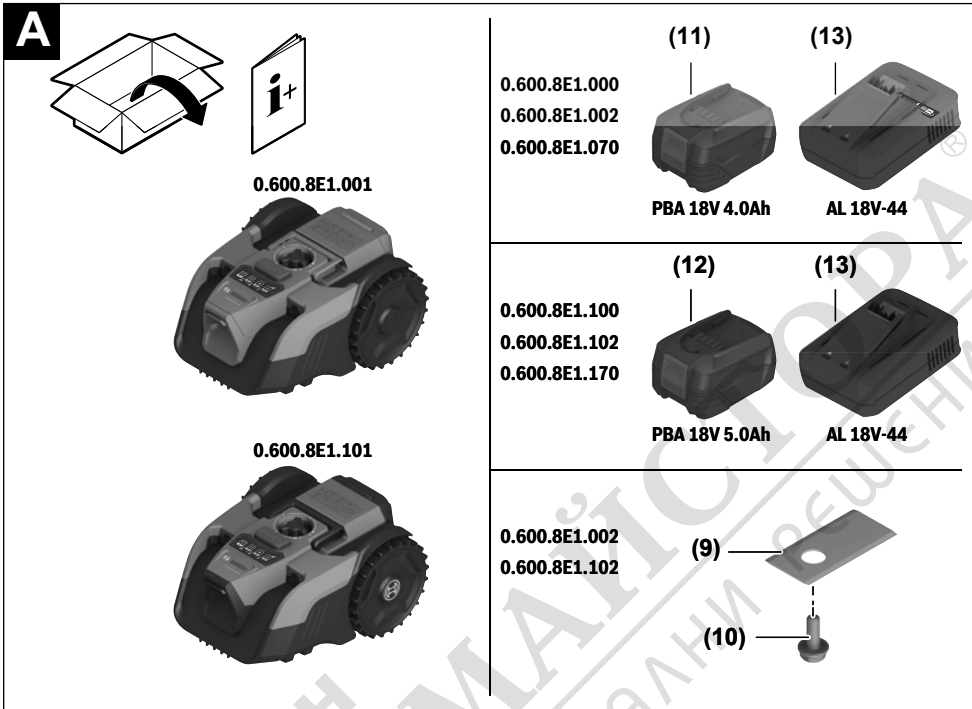 A
i+
0.600.8E1.001
0.600.8E1.101
(11)
(13)
0.600.8E1.000
0.600.8E1.002
0.600.8E1.070
PBA 18V 4.0Ah
AL 18V-44
(12)
(13)
0.600.8E1.100
0.600.8E1.102
0.600.8E1.170
PBA 18V 5.0Ah
AL 18V-44
0.600.8E1.002
0.600.8E1.102
(9)
(10)
МАЙСТОРА ®